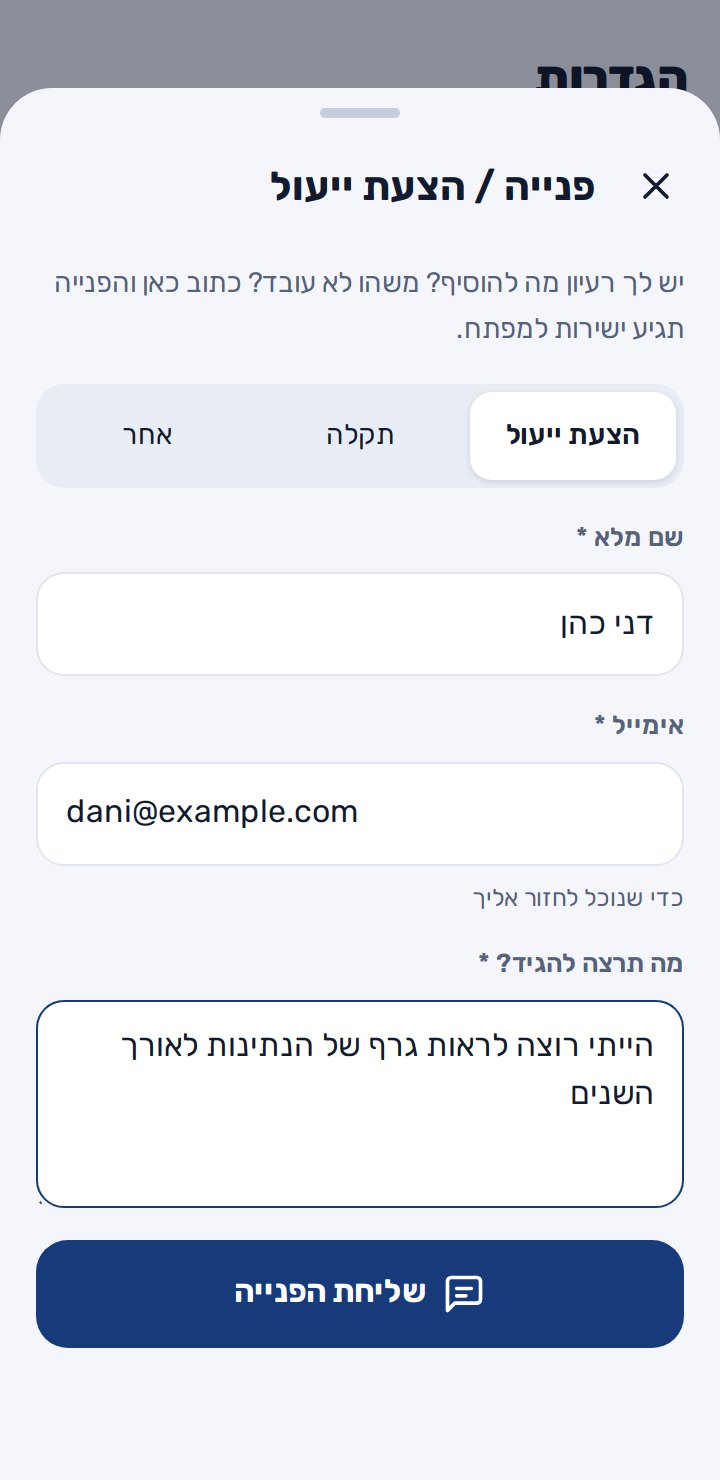 הגדרות
פנייה / הצעת ייעול
יש לך רעיון מה להוסיף? משהו לא עובד? כתוב כאן והפנייה
תגיע ישירות למפתח.
הצעת ייעול
תקלה
אחר
שם מלא *
דני כהן
אימייל *
dani@example.com
כדי שנוכל לחזור אליך
מה תרצה להגיד? *
הייתי רוצה לראות גרף של הנתינות לאורך
השנים
שליחת הפנייה